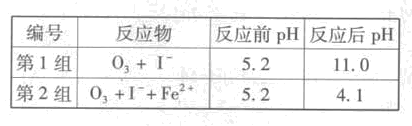 编号 反应物 反应前 pH 反应后 pH
第 1 组 O₃ + I⁻ 5.2 11.0
第 2 组 O₃ +I⁻+Fe²⁺ 5.2 4.1